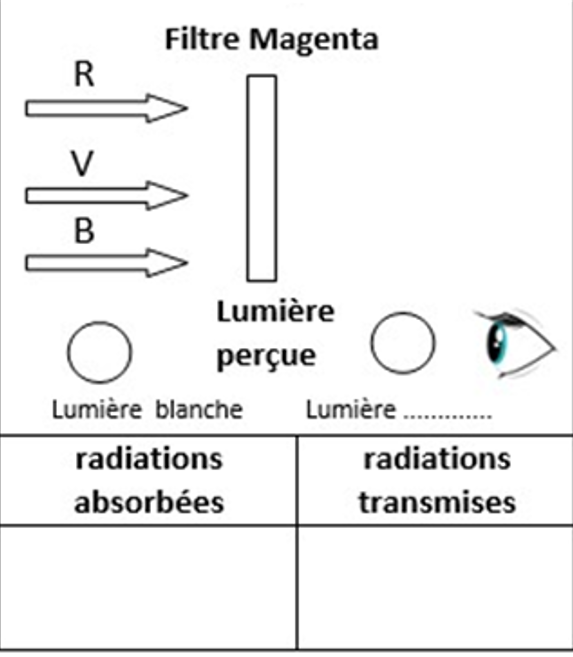 Filtre Magenta
R
V
B
Lumière
perçue
Lumière blanche
Lumière .............
radiations
absorbées
radiations
transmises